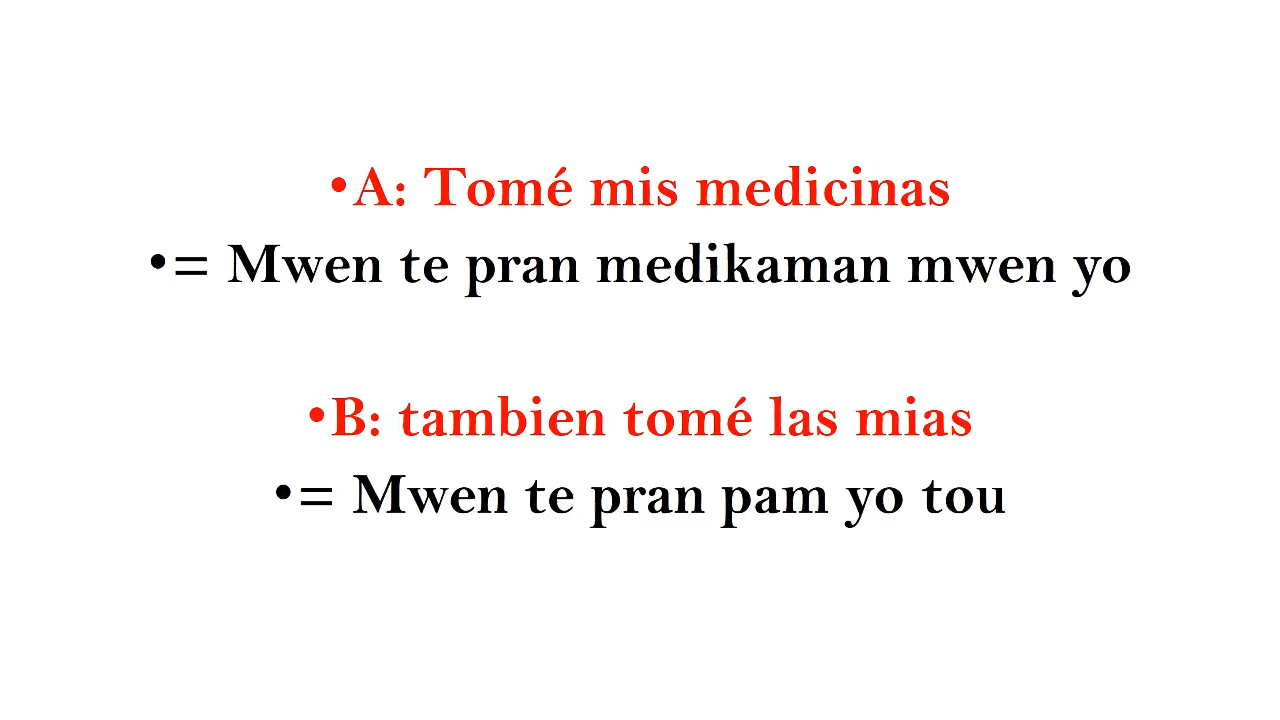 •A: Tomé mis medicinas
•= Mwen te pran medikaman mwen yo
•B: tambien tomé las mias
•= Mwen te pran pam yo tou